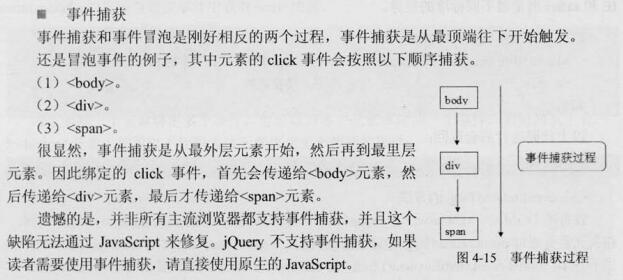 ■ 事件捕获
事件捕获和事件冒泡是刚好相反的两个过程，事件捕获是从最顶端往下开始触发。
还是冒泡事件的例子，其中元素的 click 事件会按照以下顺序捕获。
（1）<body>。
（2）<div>。
（3）<span>。
很显然，事件捕获是从最外层元素开始，然后再到最里层
元素。因此绑定的 click 事件，首先会传递给<body>元素，然
后传递给<div>元素，最后才传递给<span>元素。
遗憾的是，并非所有主流浏览器都支持事件捕获，并且这个
缺陷无法通过 JavaScript 来修复。jQuery 不支持事件捕获，如果
读者需要使用事件捕获，请直接使用原生的 JavaScript。
body
div
span
事件捕获过程
图 4-15 事件捕获过程